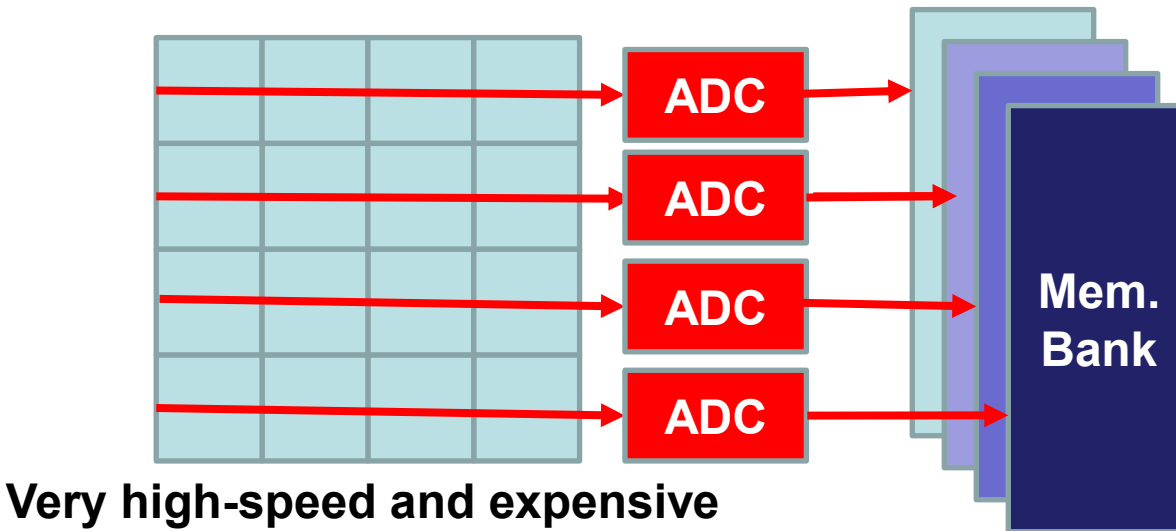 ADC
ADC
ADC
ADC
Mem.
Bank
Very high-speed and expensive